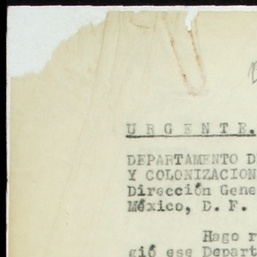 URGENTE.
DEPARTAMENTO D
Y COLONIZACION
Dirección Gene
México, D. F.
Hago r
gió ese Depart